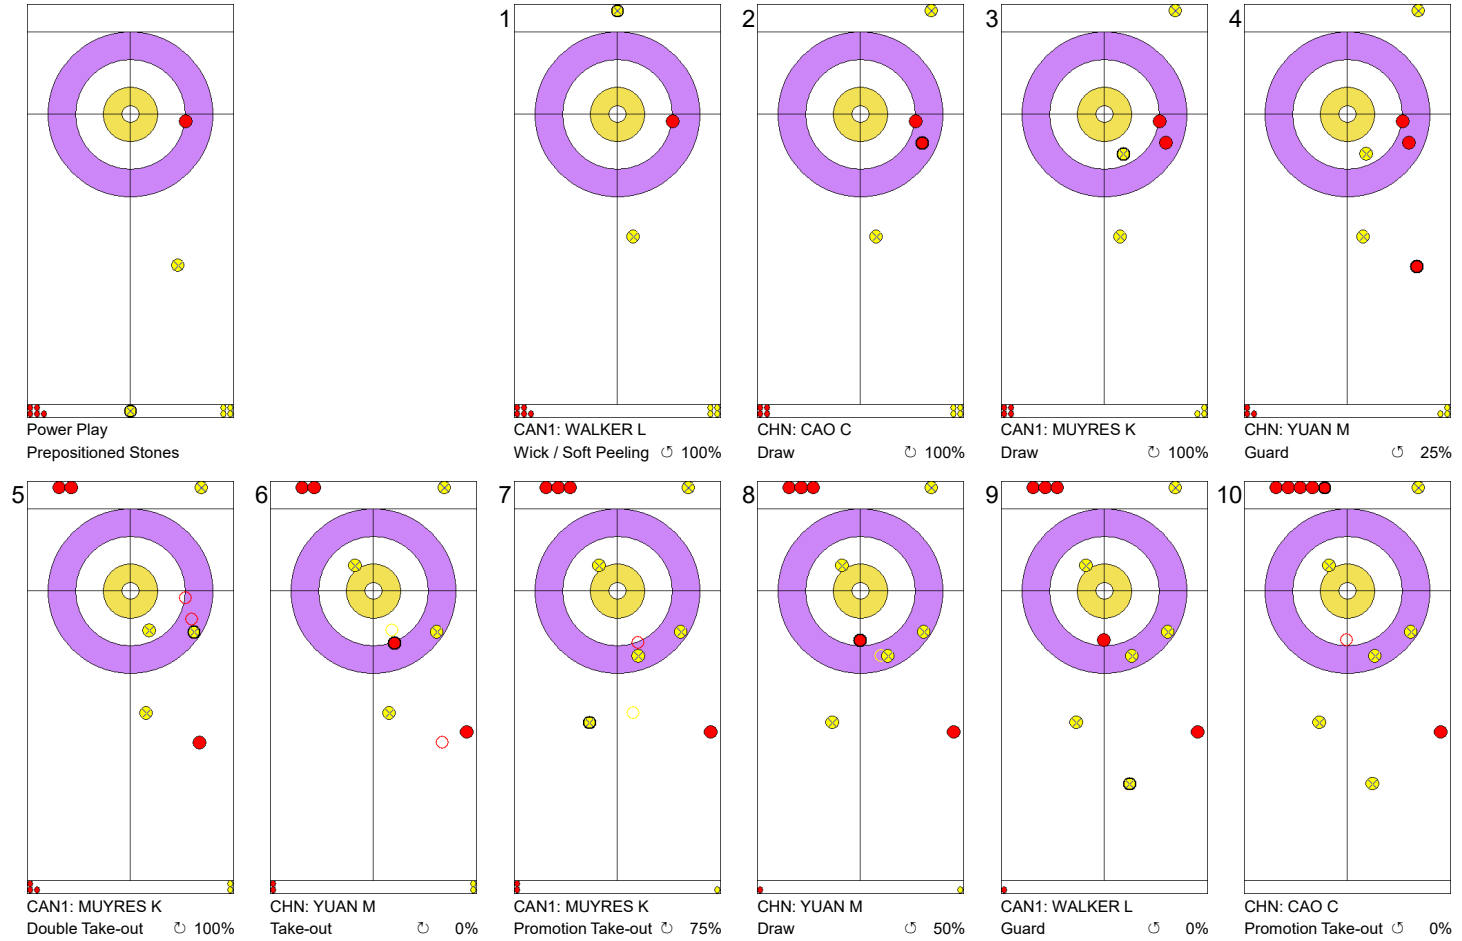 Power Play
Prepositioned Stones
1
CAN1: WALKER L
Wick / Soft Peeling ↺ 100%
2
CHN: CAO C
Draw ↻ 100%
3
CAN1: MUYRES K
Draw ↻ 100%
4
CHN: YUAN M
Guard ↺ 25%
5
CAN1: MUYRES K
Double Take-out ↻ 100%
6
CHN: YUAN M
Take-out ↻ 0%
7
CAN1: MUYRES K
Promotion Take-out ↻ 75%
8
CHN: YUAN M
Draw ↺ 50%
9
CAN1: WALKER L
Guard ↺ 0%
10
CHN: CAO C
Promotion Take-out ↺ 0%